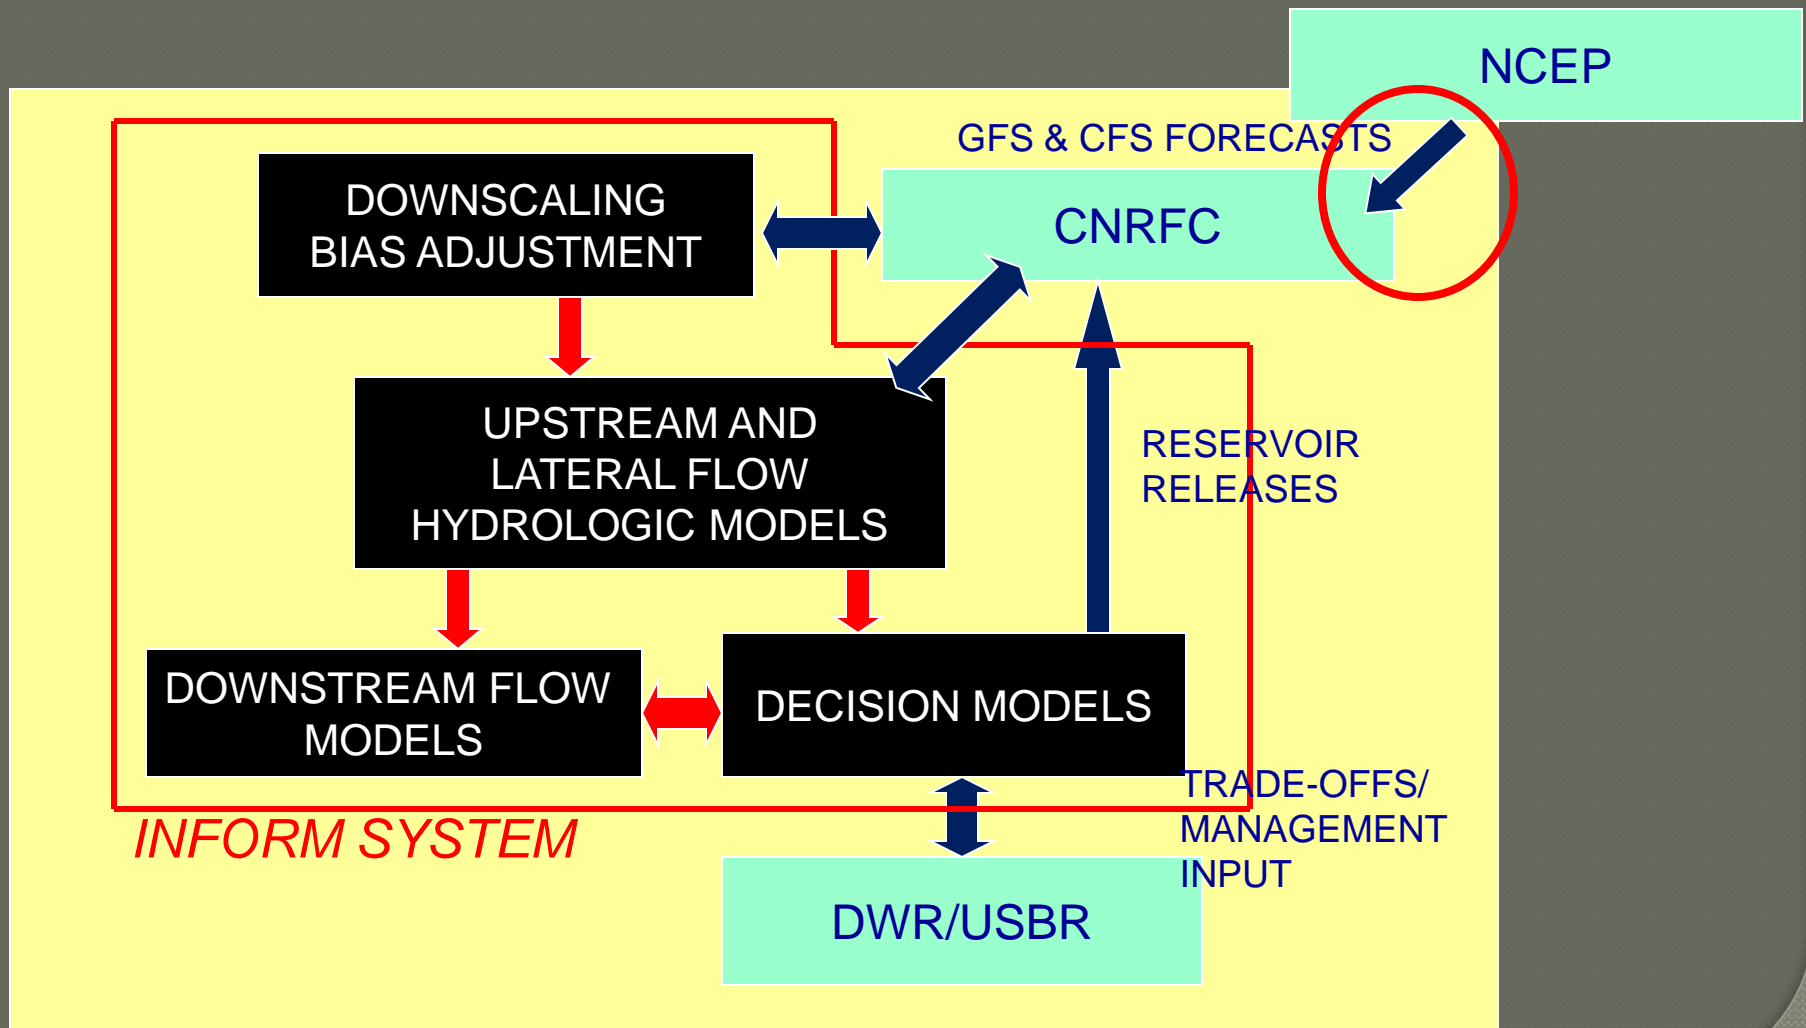 NCEP
GFS & CFS FORECASTS
DOWNSCALING
BIAS ADJUSTMENT
CNRFC
UPSTREAM AND
LATERAL FLOW
HYDROLOGIC MODELS
RESERVOIR
RELEASES
DOWNSTREAM FLOW
MODELS
DECISION MODELS
TRADE-OFFS/
MANAGEMENT
INPUT
INFORM SYSTEM
DWR/USBR